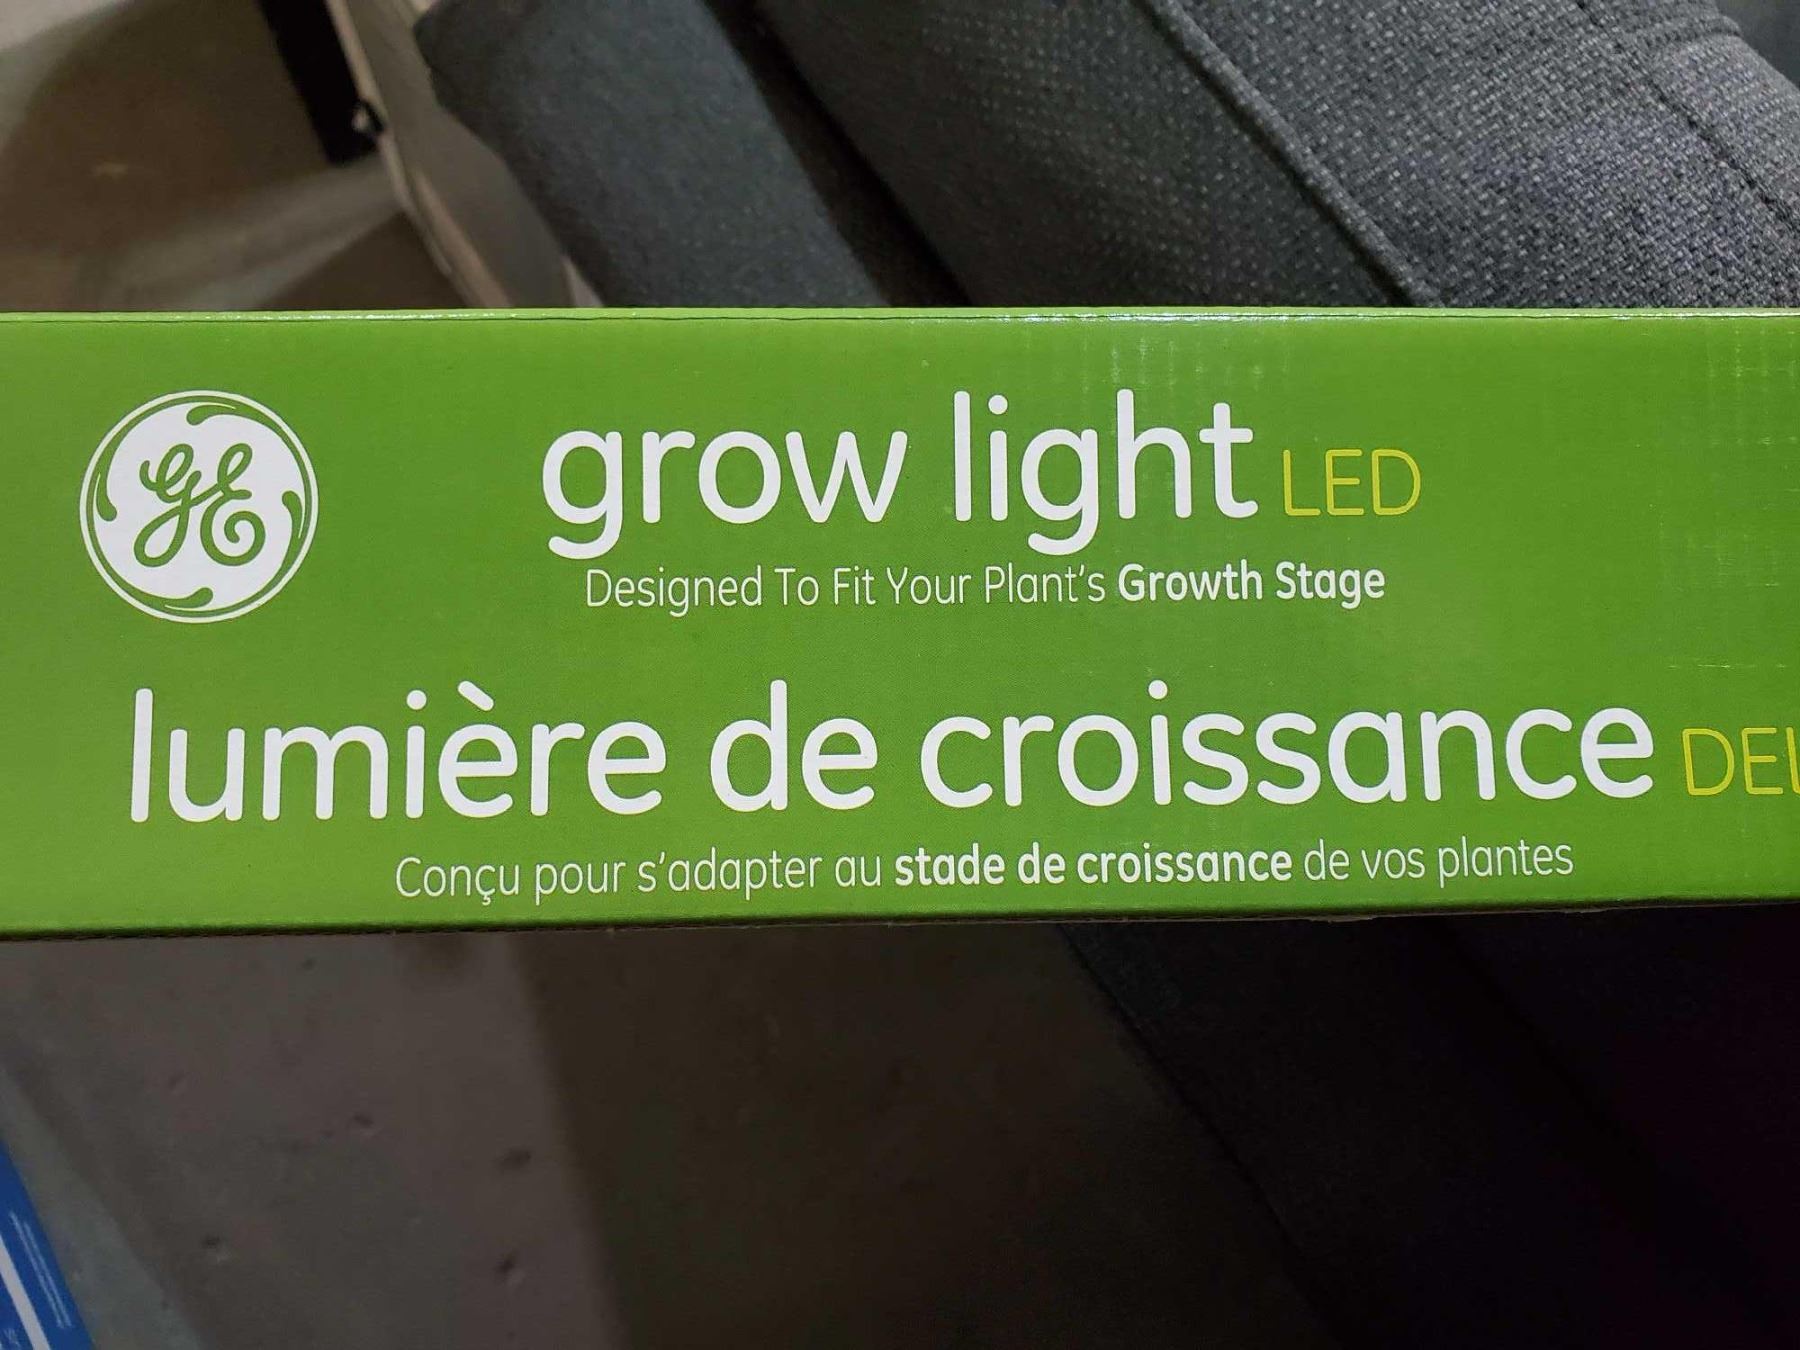 GE
grow light LED
Designed To Fit Your Plant's Growth Stage
lumière de croissance DEL
Conçu pour s'adapter au stade de croissance de vos plantes